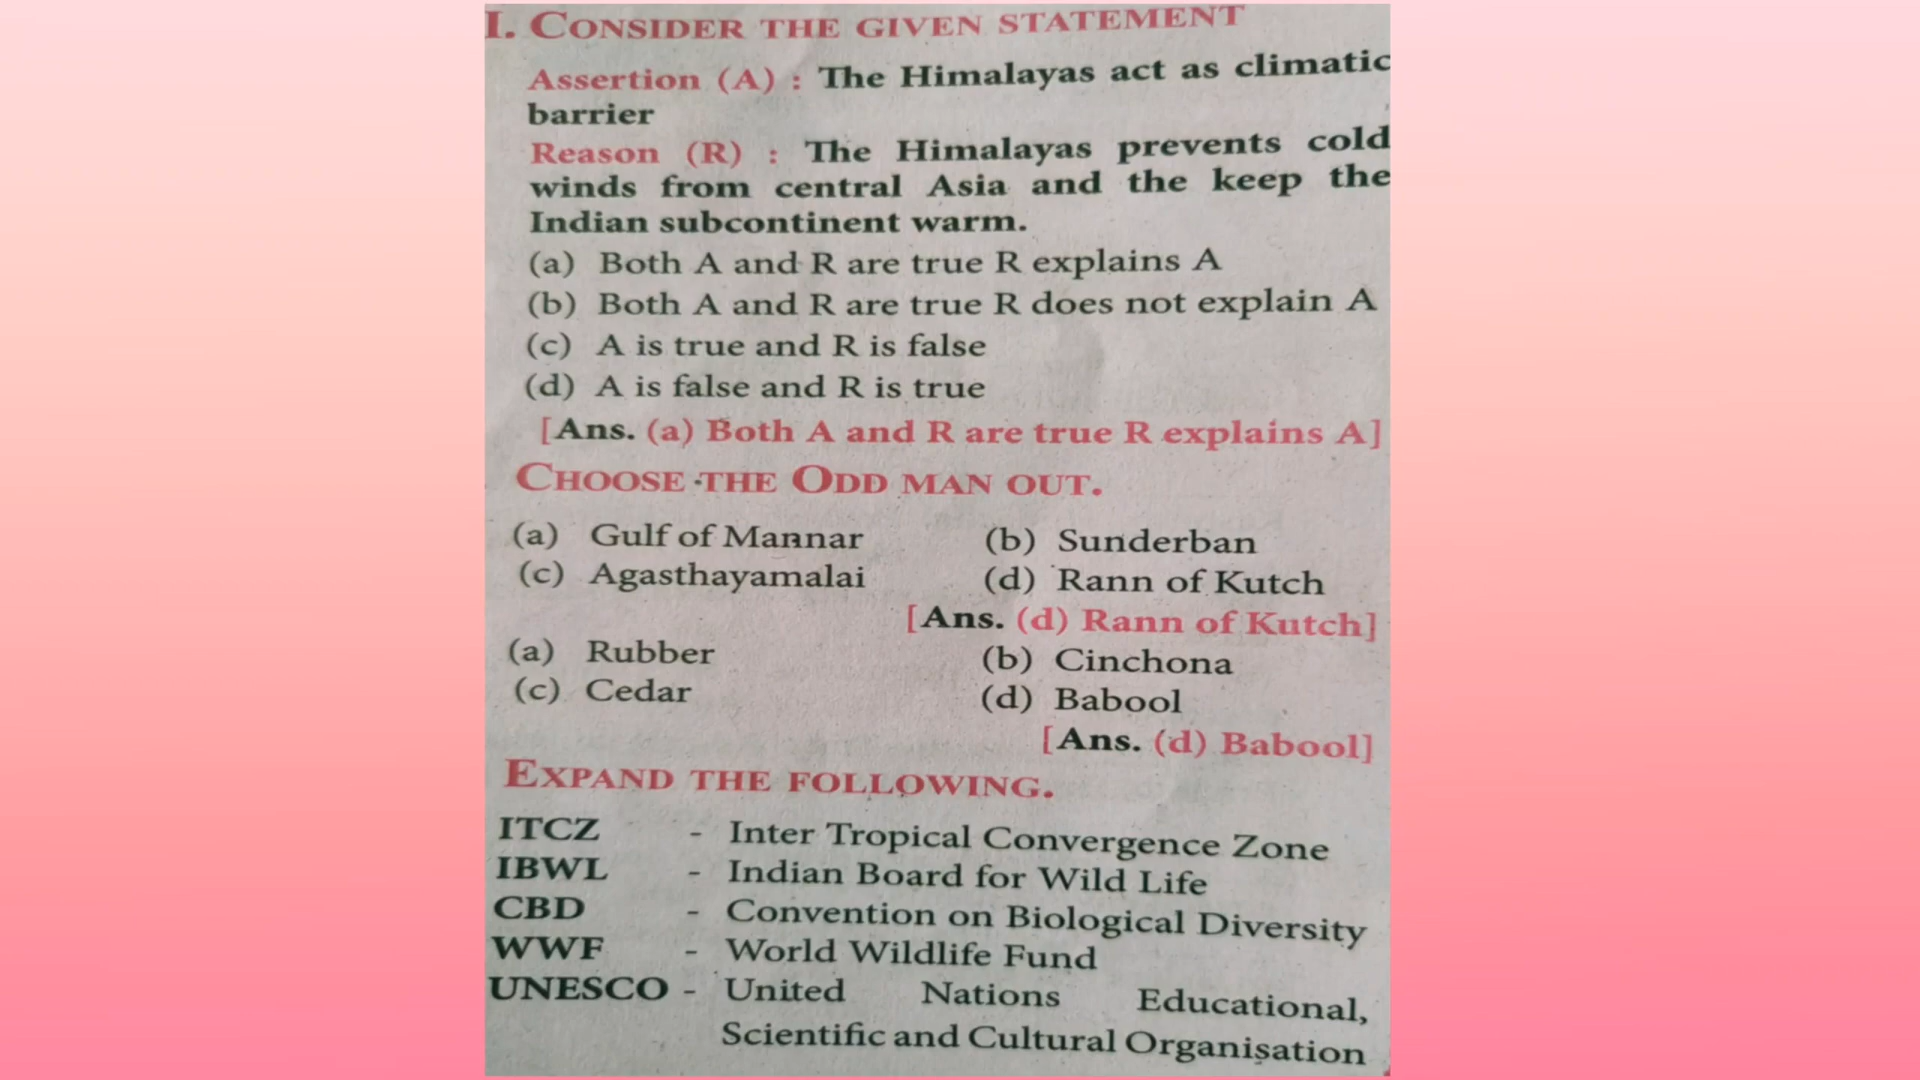 I. CONSIDER THE GIVEN STATEMENT
Assertion (A) : The Himalayas act as climatic
barrier
Reason (R) : The Himalayas prevents cold
winds from central Asia and the keep the
Indian subcontinent warm.
(a) Both A and R are true R explains A
(b) Both A and R are true R does not explain A
(c) A is true and R is false
(d) A is false and R is true
[Ans. (a) Both A and R are true R explains A]
CHOOSE THE ODD MAN OUT.
(a) Gulf of Mannar (b) Sunderban
(c) Agasthayamalai (d) Rann of Kutch
[Ans. (d) Rann of Kutch]
(a) Rubber (b) Cinchona
(c) Cedar (d) Babool
[Ans. (d) Babool]
EXPAND THE FOLLOWING.
ITCZ - Inter Tropical Convergence Zone
IBWL - Indian Board for Wild Life
CBD - Convention on Biological Diversity
WWF - World Wildlife Fund
UNESCO - United Nations Educational,
Scientific and Cultural Organisation